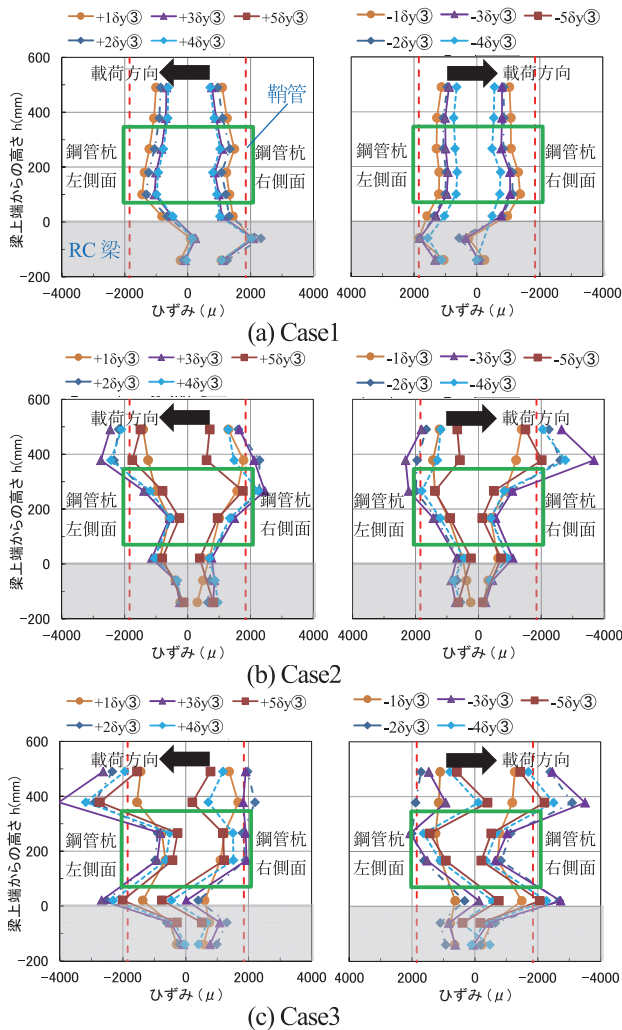 +1δy③ +3δy③ +5δy③
+2δy③ +4δy③
-1δy③ -3δy③ -5δy③
-2δy③ -4δy③
梁上端からの高さ h(mm)
600
400
200
0
−200
載荷方向
鞘管
鋼管杭
左側面
鋼管杭
右側面
RC 梁
−4000 −2000 0 2000 4000
ひずみ (μ)
載荷方向
鋼管杭
左側面
鋼管杭
右側面
4000 2000 0 −2000 −4000
ひずみ (μ)
(a) Case1
+1δy③ +3δy③ +5δy③
+2δy③ +4δy③
-1δy③ -3δy③ -5δy③
-2δy③ -4δy③
梁上端からの高さ h(mm)
600
400
200
0
−200
載荷方向
鋼管杭
左側面
鋼管杭
右側面
−4000 −2000 0 2000 4000
ひずみ (μ)
載荷方向
鋼管杭
左側面
鋼管杭
右側面
4000 2000 0 −2000 −4000
ひずみ (μ)
(b) Case2
+1δy③ +3δy③ +5δy③
+2δy③ +4δy③
-1δy③ -3δy③ -5δy③
-2δy③ -4δy③
梁上端からの高さ h(mm)
600
400
200
0
−200
載荷方向
鋼管杭
左側面
鋼管杭
右側面
−4000 −2000 0 2000 4000
ひずみ (μ)
載荷方向
鋼管杭
左側面
鋼管杭
右側面
4000 2000 0 −2000 −4000
ひずみ (μ)
(c) Case3